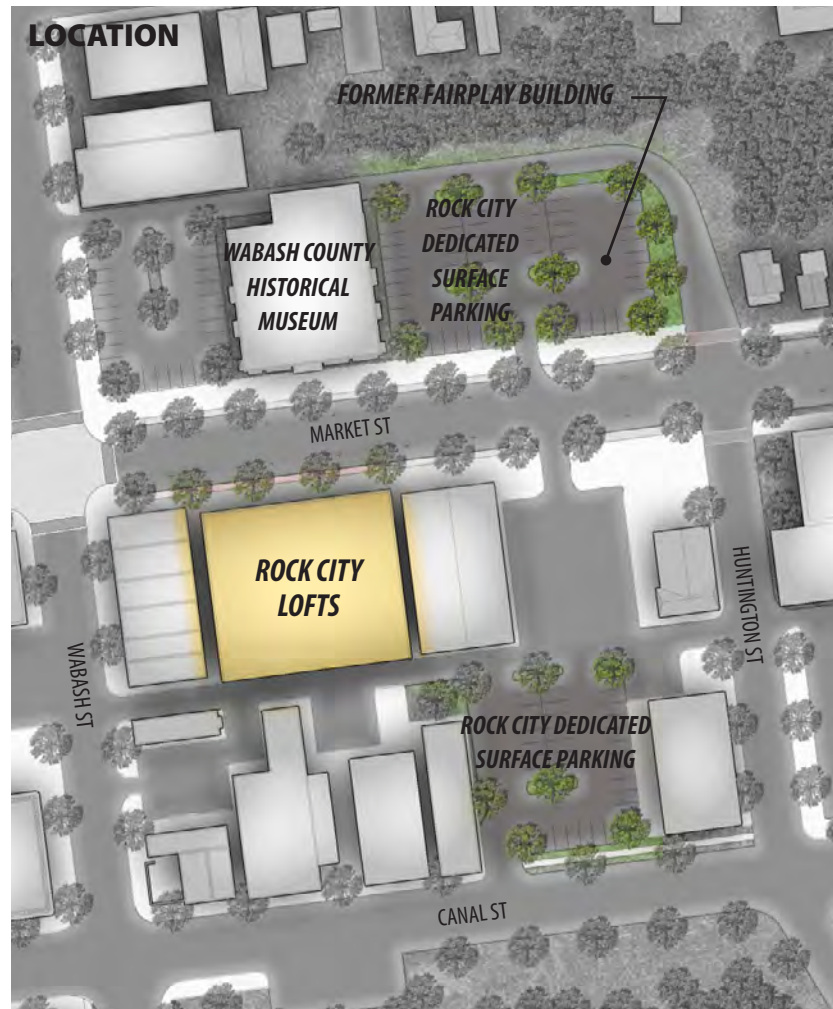 LOCATION
FORMER FAIRPLAY BUILDING
ROCK CITY
DEDICATED
SURFACE
PARKING
WABASH COUNTY
HISTORICAL
MUSEUM
MARKET ST
ROCK CITY
LOFTS
HUNTINGTON ST
WABASH ST
ROCK CITY DEDICATED
SURFACE PARKING
CANAL ST